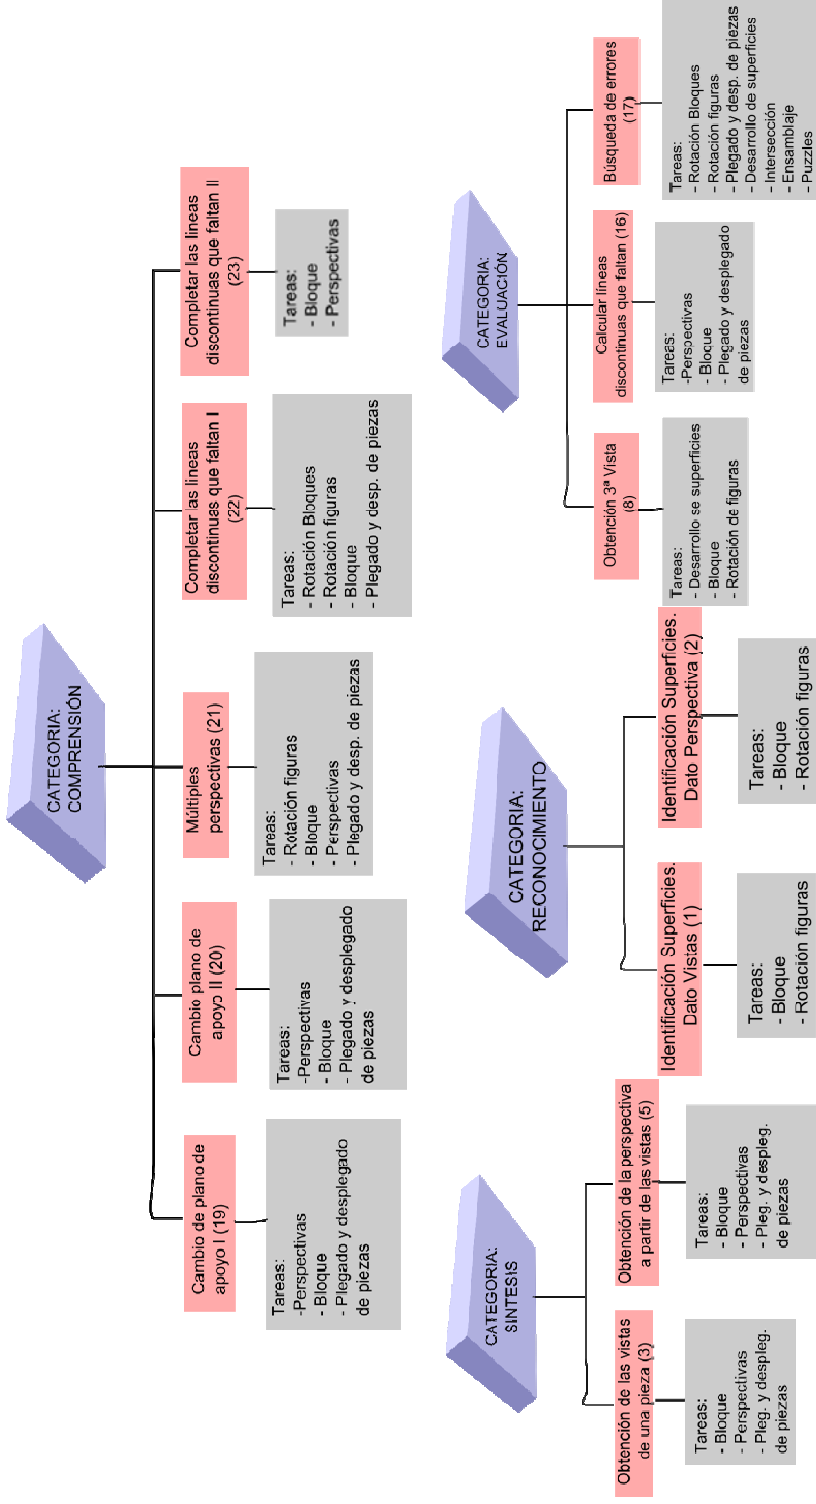 CATEGORIA:
COMPRENSIÓN
Cambio de plano de
apoyo I (19)
Tareas:
-Perspectivas
- Bloque
- Plegado y desplegado
de piezas
Cambio plano de
apoyo II (20)
Tareas:
-Perspectivas
- Bloque
- Plegado y desplegado
de piezas
Múltiples
perspectivas (21)
Tareas:
- Rotación figuras
- Bloque
- Perspectivas
- Plegado y desp. de piezas
Completar las lineas
discontinuas que faltan I
(22)
Tareas:
- Rotación Bloques
- Rotación figuras
- Bloque
- Plegado y desp. de piezas
Completar las lineas
discontinuas que faltan II
(23)
Tareas:
- Bloque
- Perspectivas
CATEGORIA:
SINTESIS
Obtención de las vistas
de una pieza (3)
Tareas:
- Bloque
- Perspectivas
- Pleg. y despleg.
de piezas
Obtención de la perspectiva
a partir de las vistas (5)
Tareas:
- Bloque
- Perspectivas
- Pleg. y despleg.
de piezas
CATEGORIA:
RECONOCIMIENTO
Identificación Superficies.
Dato Vistas (1)
Tareas:
- Bloque
- Rotación figuras
Identificación Superficies.
Dato Perspectiva (2)
Tareas:
- Bloque
- Rotación figuras
CATEGORIA:
EVALUACIÓN
Obtención 3ª Vista
(8)
Tareas:
- Desarrollo se superficies
- Bloque
- Rotación de figuras
Calcular líneas
discontinuas que faltan (16)
Tareas:
-Perspectivas
- Bloque
- Plegado y desplegado
de piezas
Búsqueda de errores
(17)
Tareas:
- Rotación Bloques
- Rotación figuras
- Plegado y desp. de piezas
- Desarrollo de superficies
- Intersección
- Ensamblaje
- Puzzles